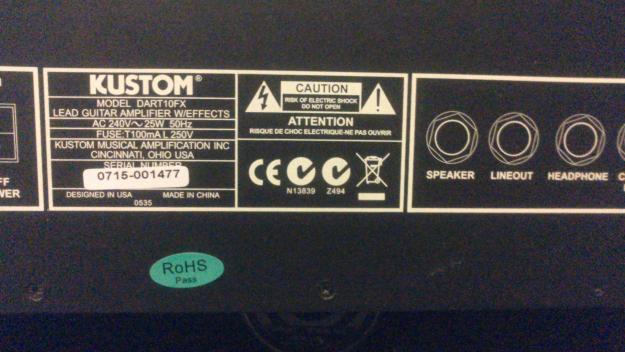 KUSTOM®
MODEL DART10FX
LEAD GUITAR AMPLIFIER W/EFFECTS
AC 240V~25W 50Hz
FUSE:T100mA L 250V
KUSTOM MUSICAL AMPLIFICATION INC
CINCINNATI, OHIO USA
SERIAL NUMBER
0715-001477
DESIGNED IN USA MADE IN CHINA
0535
CAUTION
RISK OF ELECTRIC SHOCK
DO NOT OPEN
ATTENTION
RISQUE DE CHOC ELECTRIQUE-NE PAS OUVRIR
CE
N13839 Z494
SPEAKER LINEOUT HEADPHONE
RoHS
Pass
FF
WER